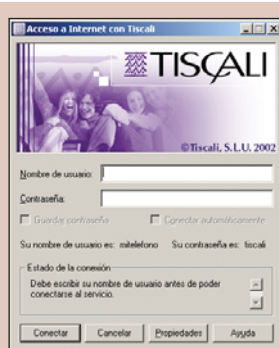 Acceso a Internet con Tiscali
TISCALI
©Tiscali, S.L.U. 2002
Nombre de usuario:
Contraseña:
Guardar contraseña Conectar automáticamente
Su nombre de usuario es: mitelefono Su contraseña es: tiscali
Estado de la conexión
Debe escribir su nombre de usuario antes de poder
conectarse al servicio.
Conectar Cancelar Propiedades Ayuda